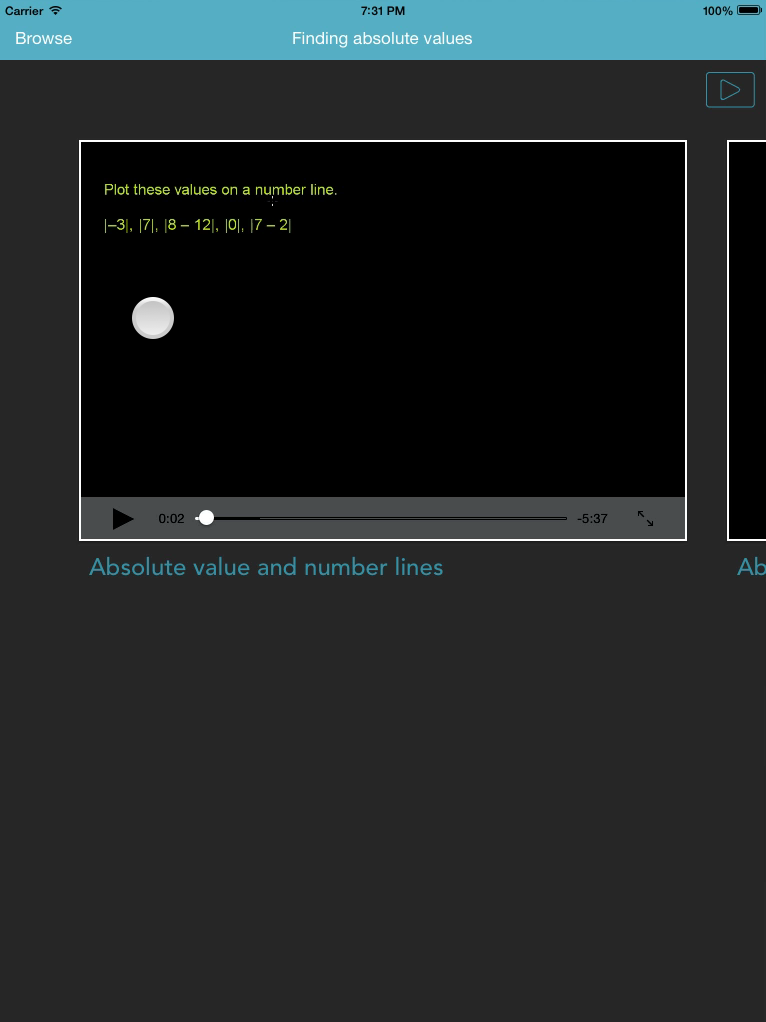 Carrier 7:31 PM 100%
Browse Finding absolute values
Plot these values on a number line.
|–3|, |7|, |8 – 12|, |0|, |7 – 2|
0:02 -5:37
Absolute value and number lines Ab